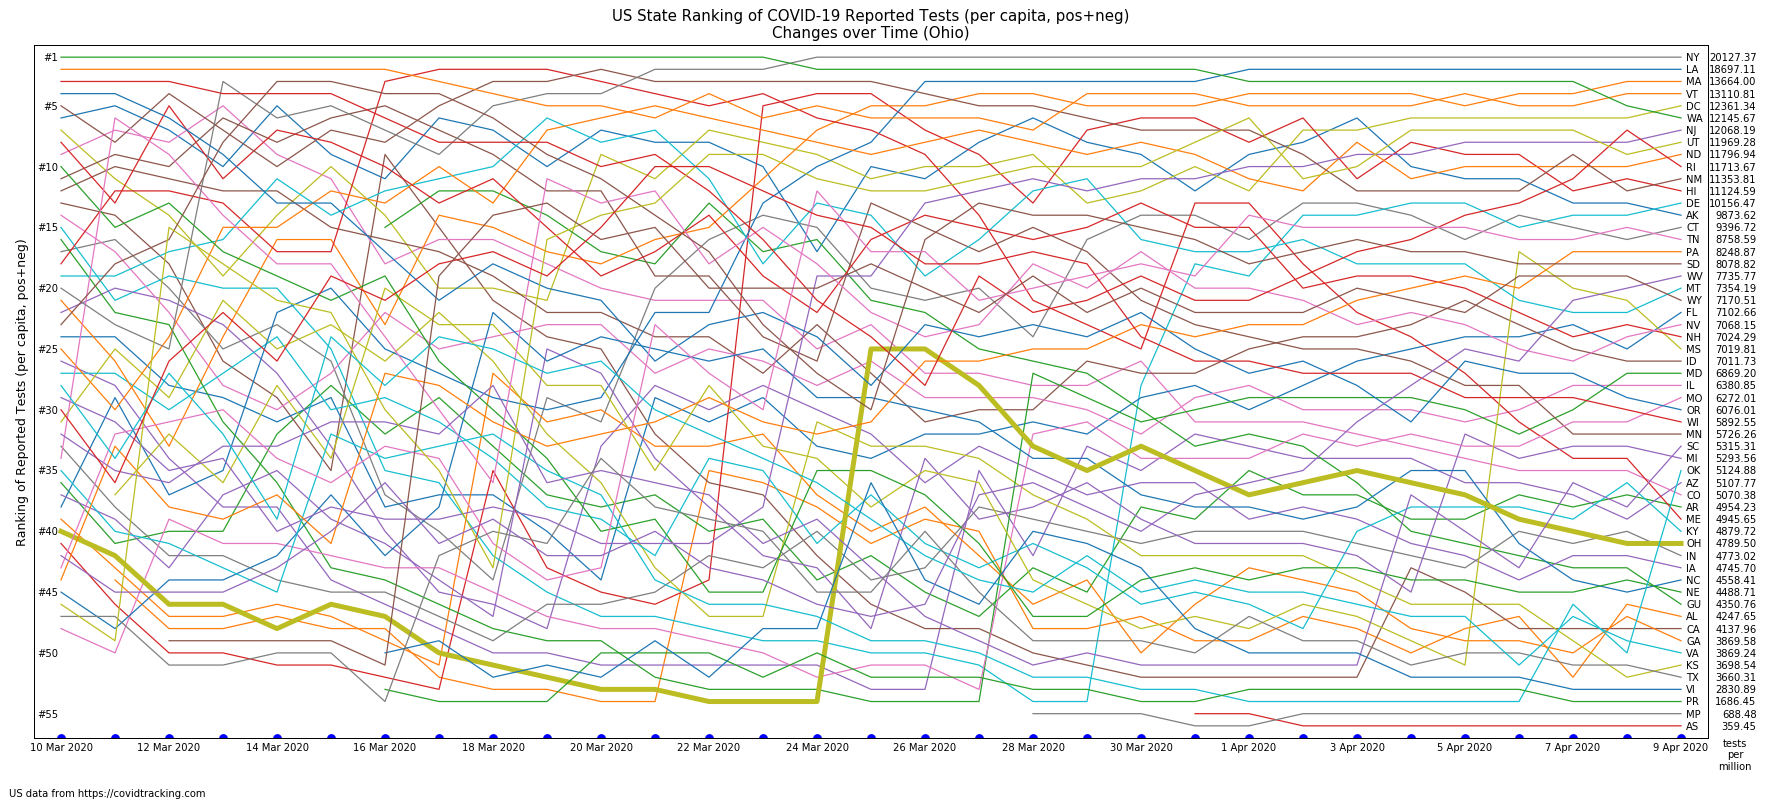 US State Ranking of COVID-19 Reported Tests (per capita, pos+neg)
Changes over Time (Ohio)
Ranking of Reported Tests (per capita, pos+neg)
#1
#5
#10
#15
#20
#25
#30
#35
#40
#45
#50
#55
NY 20127.37
LA 18697.11
MA 13664.00
VT 13110.81
DC 12361.34
WA 12145.67
NJ 12068.19
UT 11969.28
ND 11796.94
RI 11713.67
NM 11353.81
HI 11124.59
DE 10156.47
AK 9873.62
CT 9396.72
TN 8758.59
PA 8248.87
SD 8078.82
WV 7735.77
MT 7354.19
WY 7170.51
FL 7102.66
NV 7068.15
NH 7024.29
MS 7019.81
ID 7011.73
MD 6869.20
IL 6380.85
MO 6272.01
OR 6076.01
WI 5892.55
MN 5726.26
SC 5315.31
MI 5293.56
OK 5124.88
AZ 5107.77
CO 5070.38
AR 4954.23
ME 4945.65
KY 4879.72
OH 4789.50
IN 4773.02
IA 4745.70
NC 4558.41
NE 4488.71
GU 4350.76
AL 4247.65
CA 4137.96
GA 3869.58
VA 3869.24
KS 3698.54
TX 3660.31
VI 2830.89
PR 1686.45
MP 688.48
AS 359.45
10 Mar 2020 12 Mar 2020 14 Mar 2020 16 Mar 2020 18 Mar 2020 20 Mar 2020 22 Mar 2020 24 Mar 2020 26 Mar 2020 28 Mar 2020 30 Mar 2020 1 Apr 2020 3 Apr 2020 5 Apr 2020 7 Apr 2020 9 Apr 2020
tests
per
million
US data from https://covidtracking.com